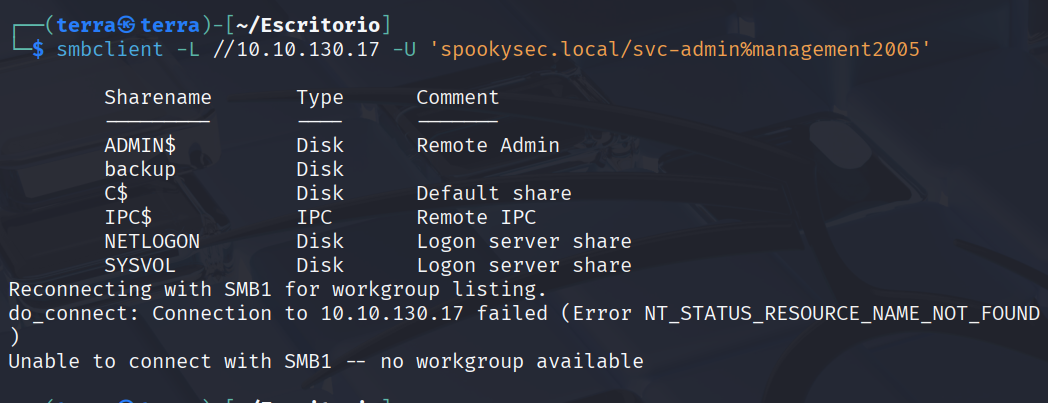 ┌──(terra㉿terra)-[~/Escritorio]
└─$ smbclient -L //10.10.130.17 -U 'spookysec.local/svc-admin%management2005'
Sharename Type Comment
--------- ---- -------
ADMIN$ Disk Remote Admin
backup Disk
C$ Disk Default share
IPC$ IPC Remote IPC
NETLOGON Disk Logon server share
SYSVOL Disk Logon server share
Reconnecting with SMB1 for workgroup listing.
do_connect: Connection to 10.10.130.17 failed (Error NT_STATUS_RESOURCE_NAME_NOT_FOUND
)
Unable to connect with SMB1 -- no workgroup available